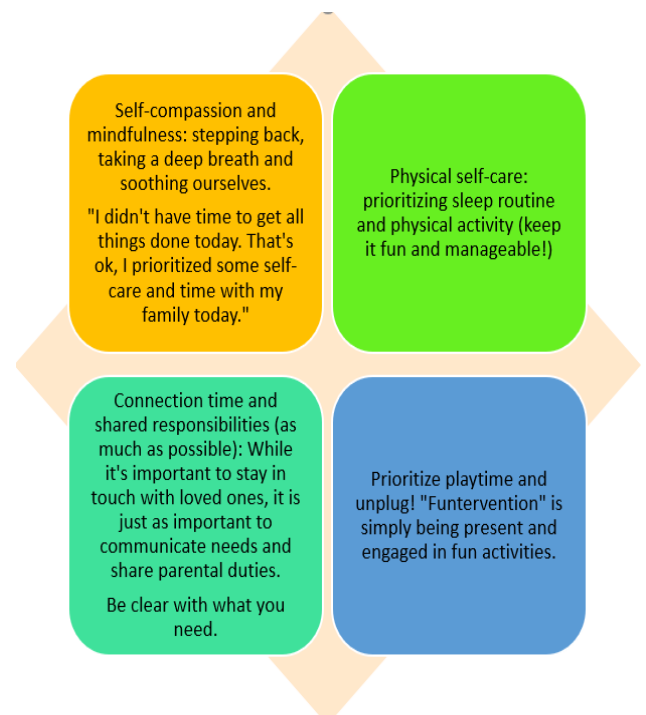 Self-compassion and
mindfulness: stepping back,
taking a deep breath and
soothing ourselves.
"I didn't have time to get all
things done today. That's
ok, I prioritized some self-
care and time with my
family today."
Physical self-care:
prioritizing sleep routine
and physical activity (keep
it fun and manageable!)
Connection time and
shared responsibilities (as
much as possible): While
it's important to stay in
touch with loved ones, it is
just as important to
communicate needs and
share parental duties.
Be clear with what you
need.
Prioritize playtime and
unplug! "Funtervention" is
simply being present and
engaged in fun activities.